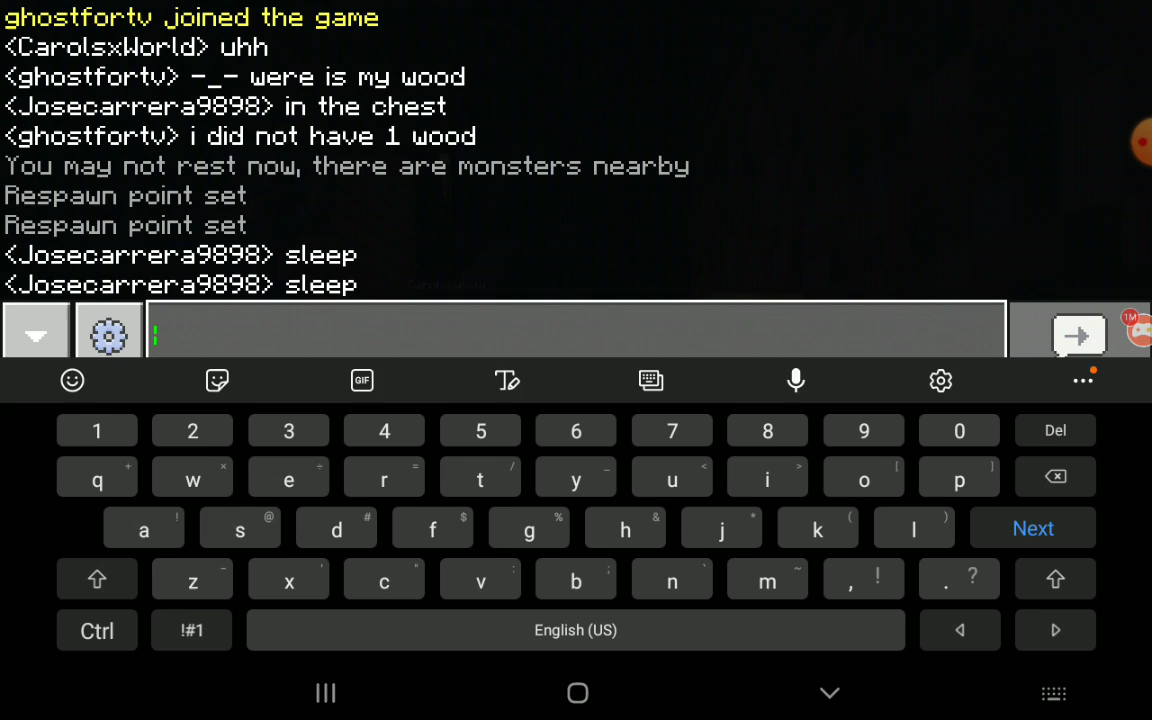 ghostfortv joined the game
<CarolsxWorld> uhh
<ghostfortv> -_- were is my wood
<Josecarrera9898> in the chest
<ghostfortv> i did not have 1 wood
You may not rest now, there are monsters nearby
Respawn point set
Respawn point set
<Josecarrera9898> sleep
<Josecarrera9898> sleep
1M
GIF
1 2 3 4 5 6 7 8 9 0 Del
+ × ÷ = / _ < > [ ]
q w e r t y u i o p
! @ # $ % & * ( )
a s d f g h j k l Next
- ' " : ; ` ~ ! ?
z x c v b n m , .
Ctrl !#1 English (US)